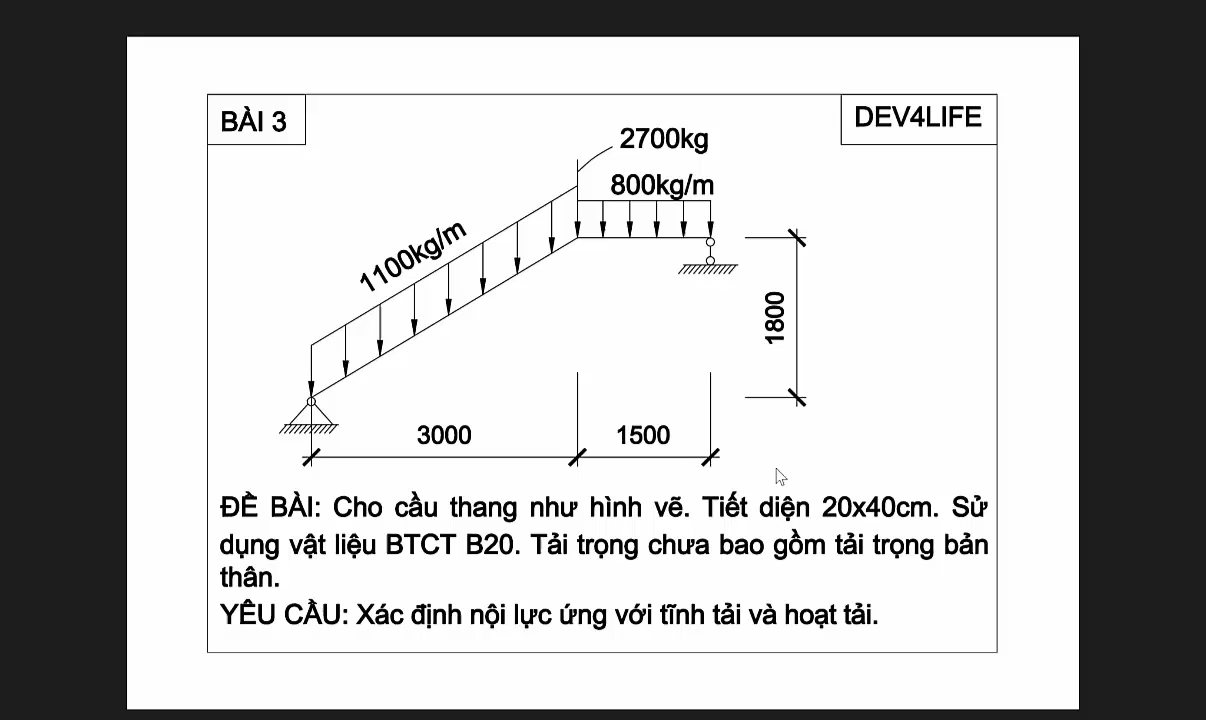 BÀI 3
DEV4LIFE
2700kg
800kg/m
1100kg/m
1800
3000
1500
ĐỀ BÀI: Cho cầu thang như hình vẽ. Tiết diện 20x40cm. Sử
dụng vật liệu BTCT B20. Tải trọng chưa bao gồm tải trọng bản
thân.
YÊU CẦU: Xác định nội lực ứng với tĩnh tải và hoạt tải.